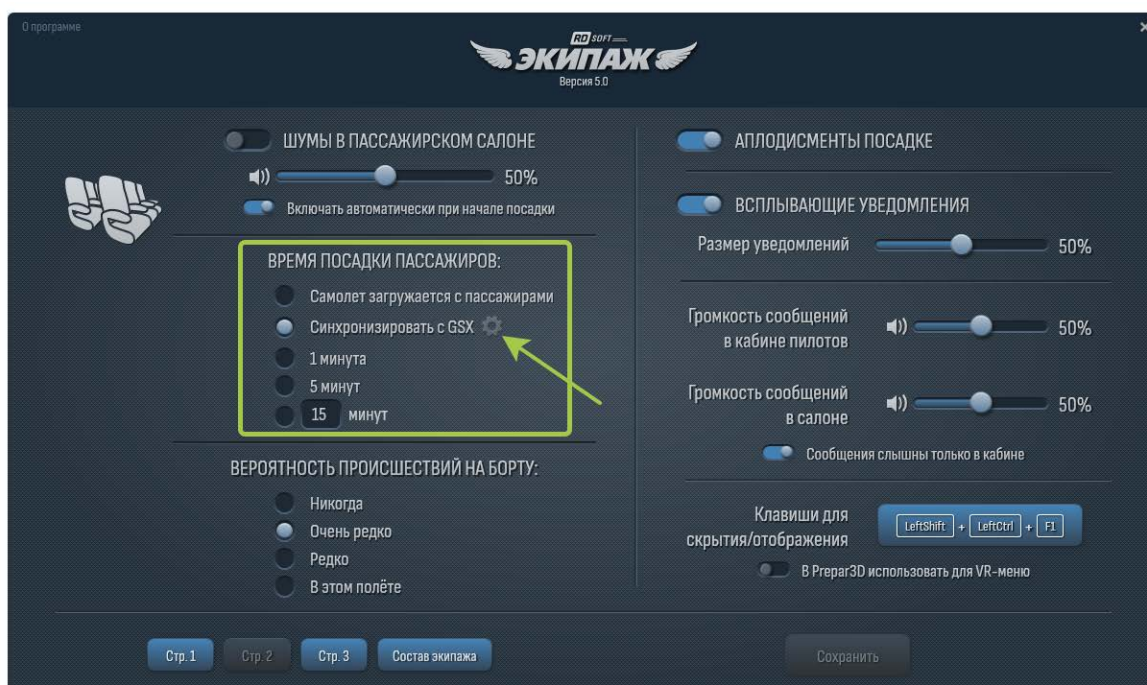 О программе
RD SOFT
ЭКИПАЖ
Версия 5.0
ШУМЫ В ПАССАЖИРСКОМ САЛОНЕ
50%
Включать автоматически при начале посадки
ВРЕМЯ ПОСАДКИ ПАССАЖИРОВ:
Самолет загружается с пассажирами
Синхронизировать с GSX
1 минута
5 минут
15 минут
ВЕРОЯТНОСТЬ ПРОИСШЕСТВИЙ НА БОРТУ:
Никогда
Очень редко
Редко
В этом полёте
АПЛОДИСМЕНТЫ ПОСАДКЕ
ВСПЛЫВАЮЩИЕ УВЕДОМЛЕНИЯ
Размер уведомлений 50%
Громкость сообщений
в кабине пилотов
50%
Громкость сообщений
в салоне
50%
Сообщения слышны только в кабине
Клавиши для
скрытия/отображения
LeftShift + LeftCtrl + F1
В Prepar3D использовать для VR-меню
Стр. 1 Стр. 2 Стр. 3 Состав экипажа Сохранить